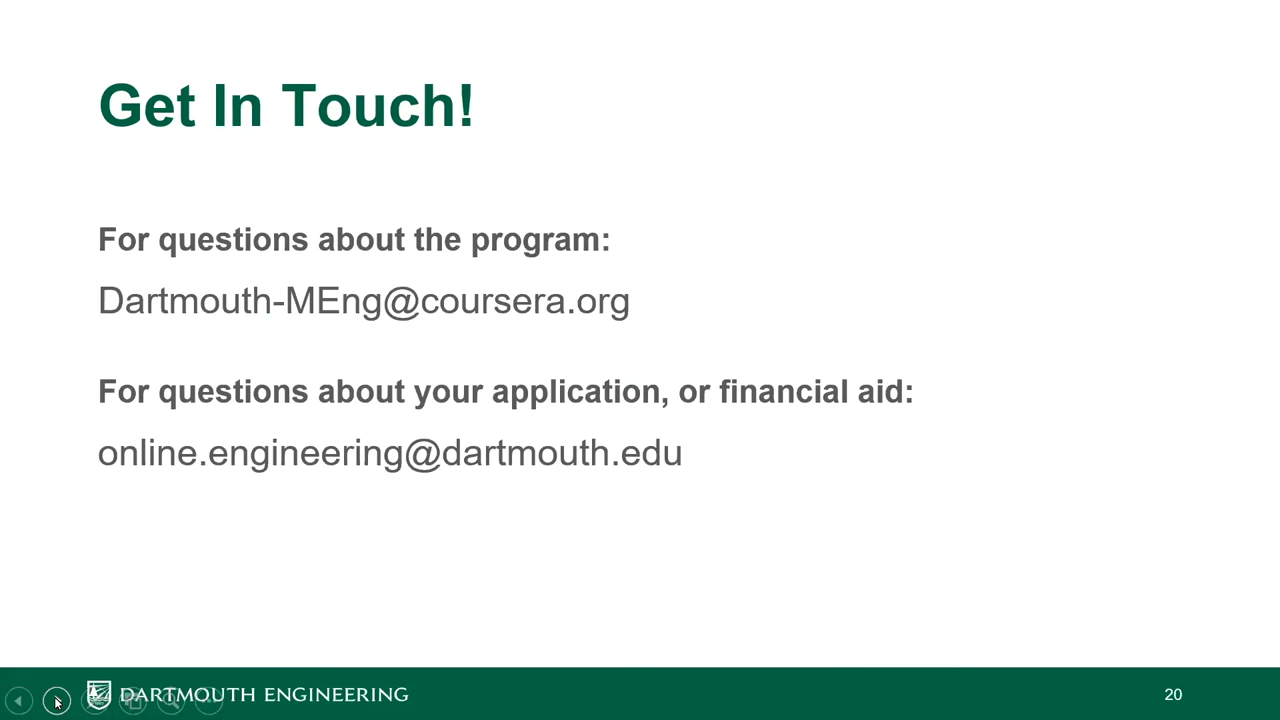 Get In Touch!
For questions about the program:
Dartmouth-MEng@coursera.org
For questions about your application, or financial aid:
online.engineering@dartmouth.edu
DARTMOUTH ENGINEERING
20